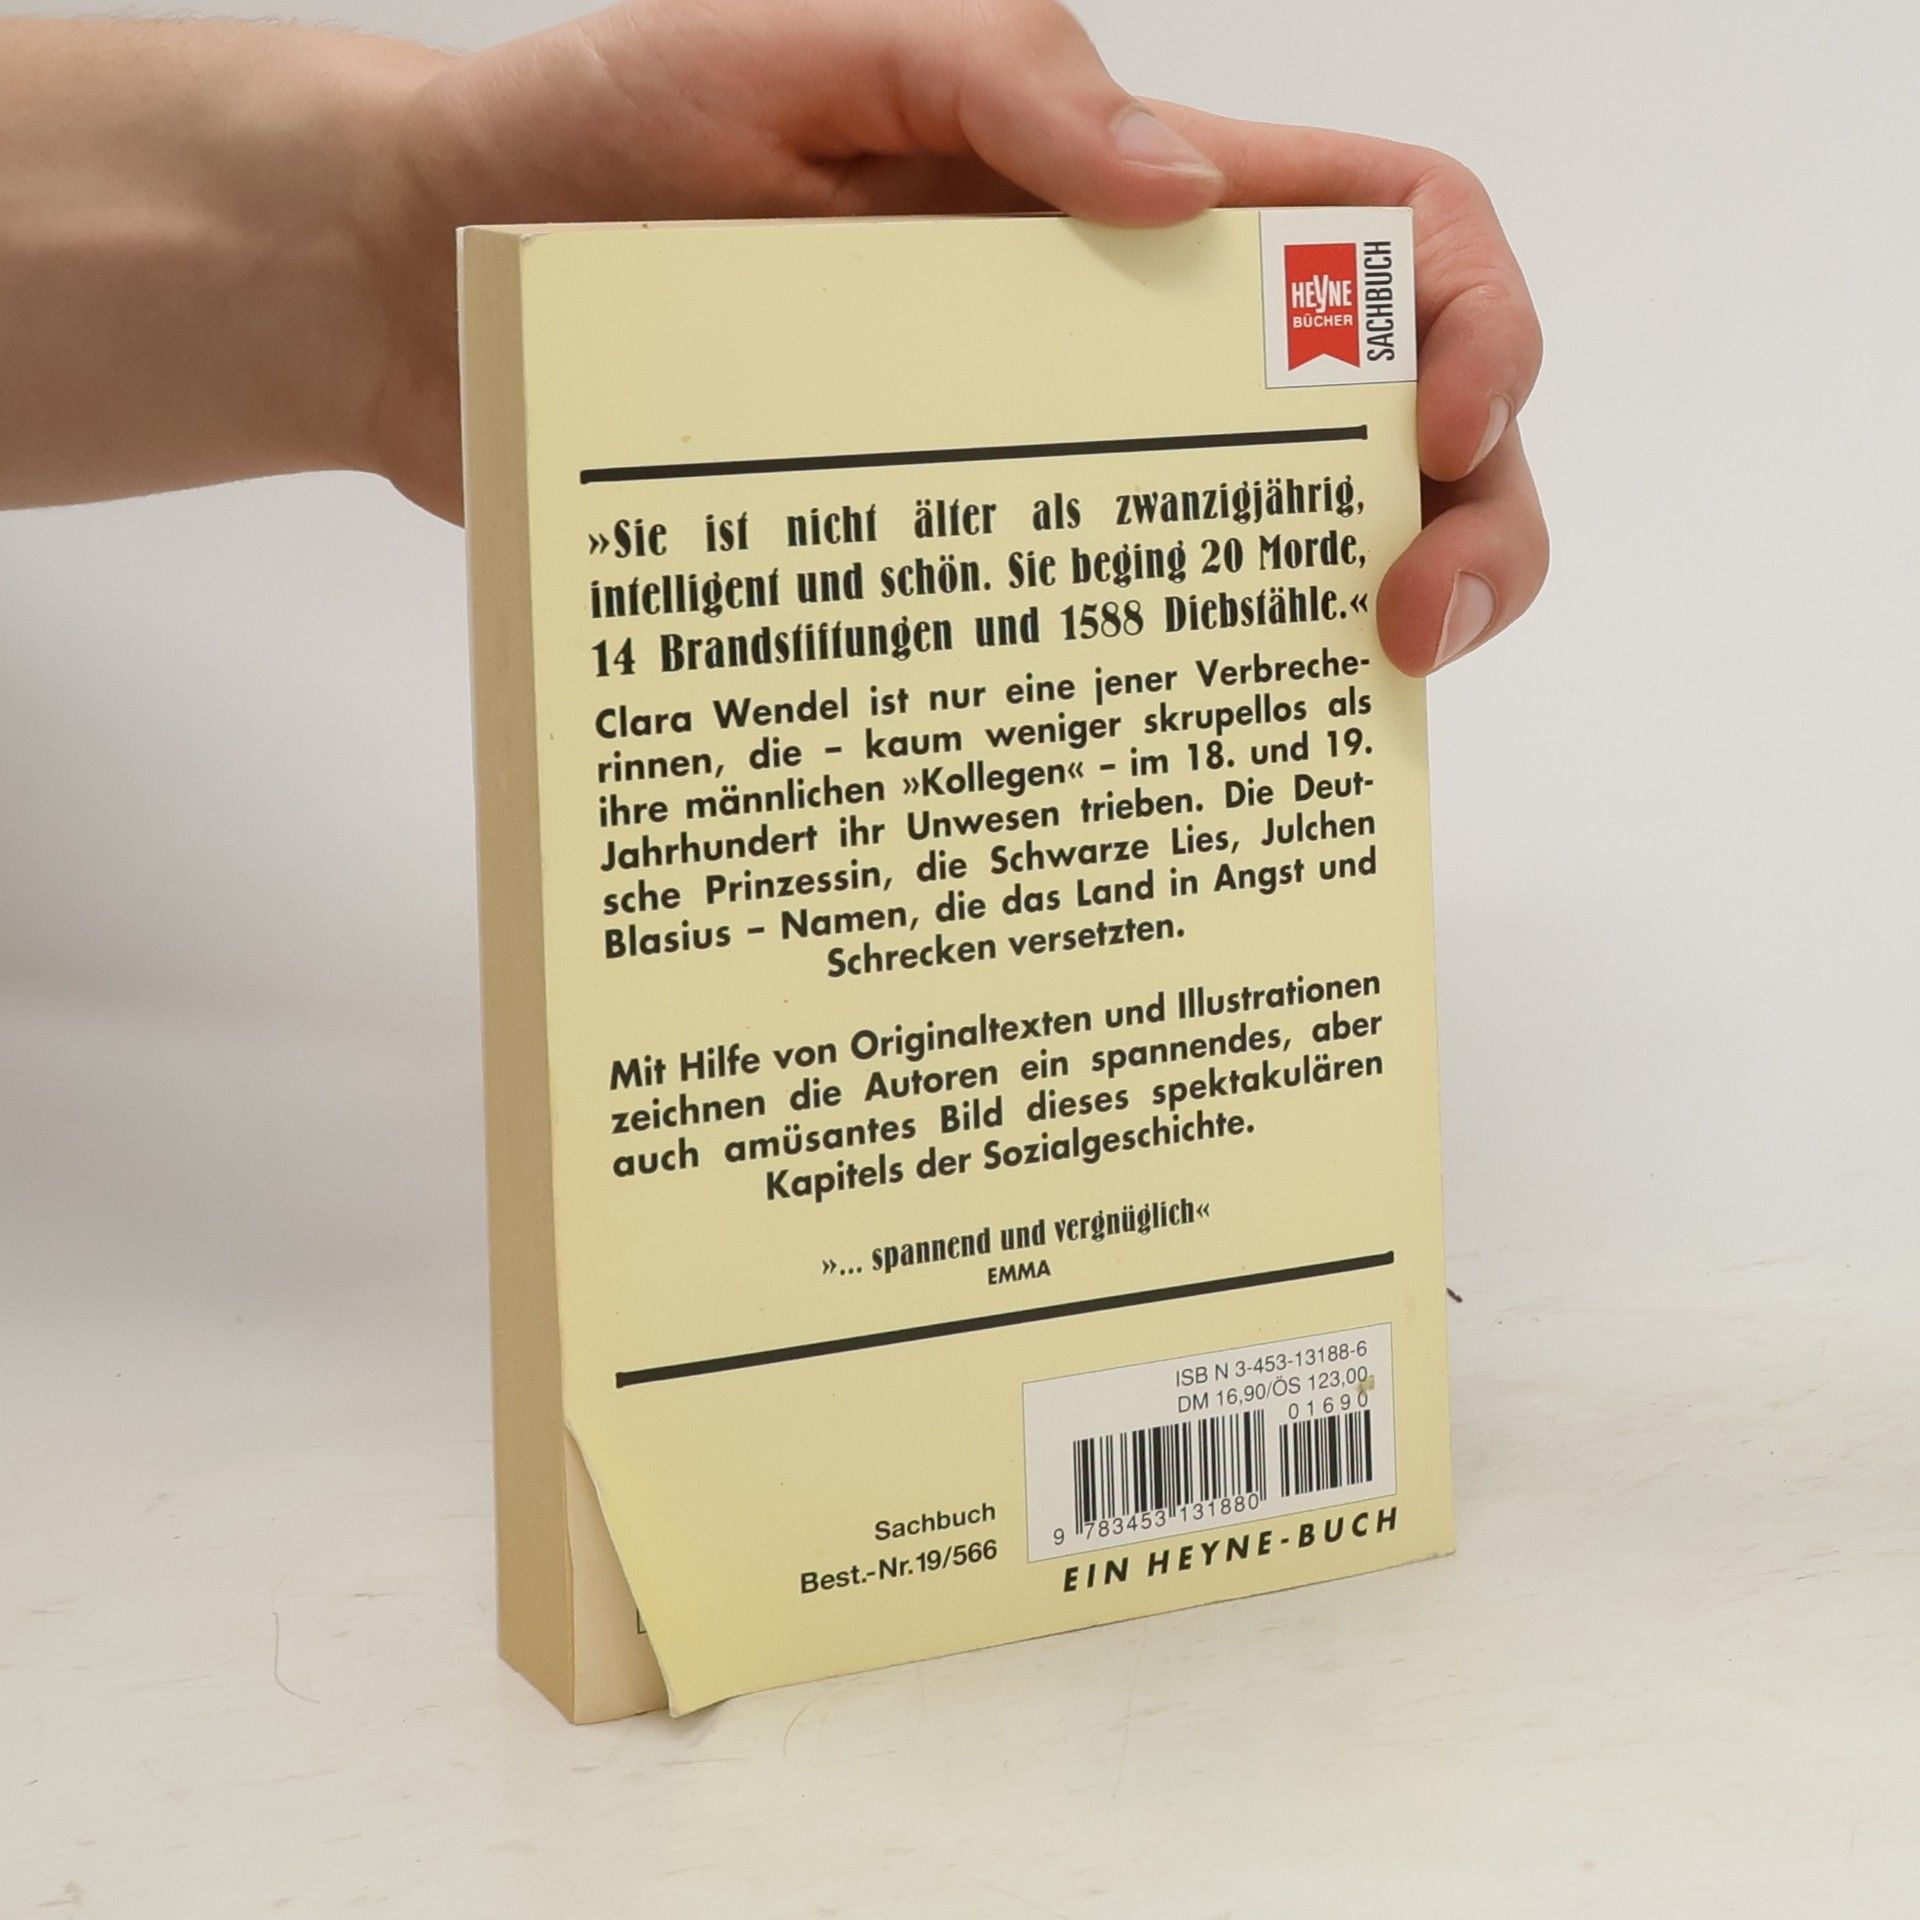 HEYNE
BÜCHER
SACHBUCH
»Sie ist nicht älter als zwanzigjährig,
intelligent und schön. Sie beging 20 Morde,
14 Brandstiftungen und 1588 Diebstähle.«
Clara Wendel ist nur eine jener Verbreche-
rinnen, die – kaum weniger skrupellos als
ihre männlichen »Kollegen« – im 18. und 19.
Jahrhundert ihr Unwesen trieben. Die Deut-
sche Prinzessin, die Schwarze Lies, Julchen
Blasius – Namen, die das Land in Angst und
Schrecken versetzten.
Mit Hilfe von Originaltexten und Illustrationen
zeichnen die Autoren ein spannendes, aber
auch amüsantes Bild dieses spektakulären
Kapitels der Sozialgeschichte.
»... spannend und vergnüglich«
EMMA
ISB N 3-453-13188-6
DM 16,90/ÖS 123,00
01690
9 783453 131880
Sachbuch
Best.-Nr.19/566
EIN HEYNE-BUCH